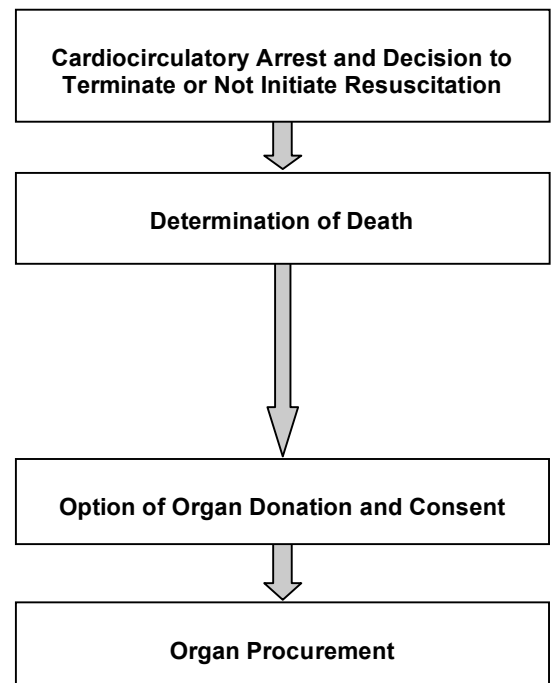 Cardiocirculatory Arrest and Decision to
Terminate or Not Initiate Resuscitation
Determination of Death
Option of Organ Donation and Consent
Organ Procurement